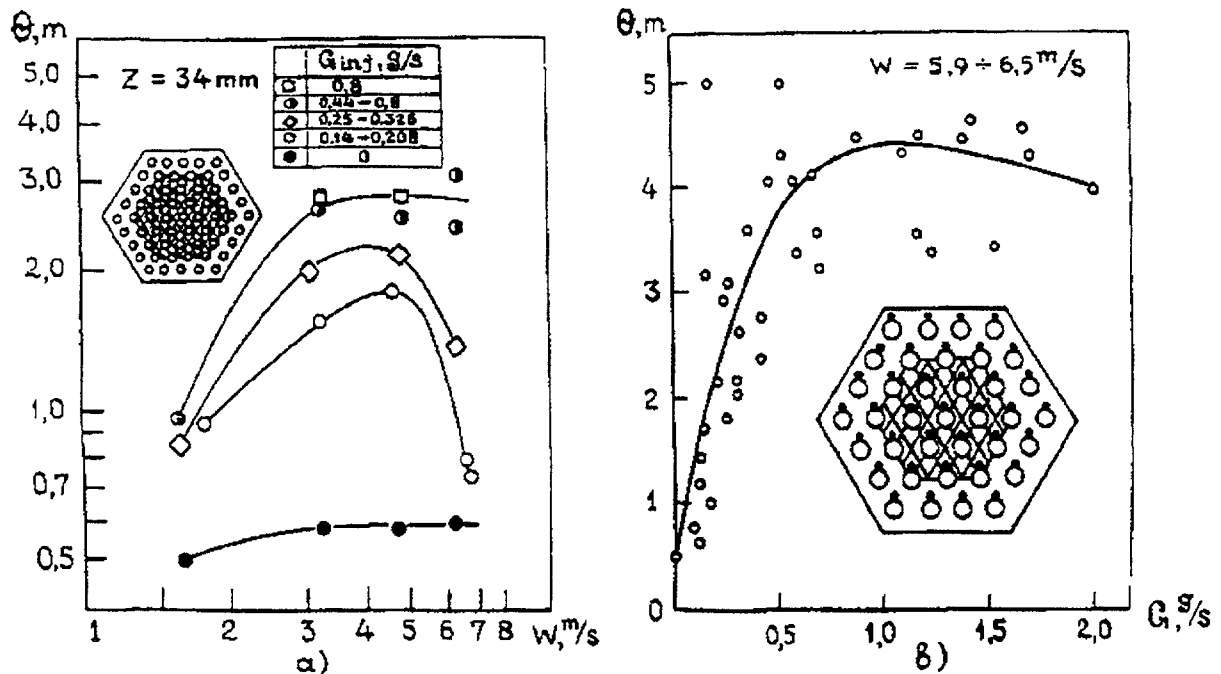 Θ,m
5,0
4,0
3,0
2,0
1,0
0,7
0,5
Z = 34 mm
Ginj, g/s
0,8
0,44–0,8
0,25–0,326
0,14–0,208
0
1 2 3 4 5 6 7 8 W, m/s
a)
Θ,m
5
4
3
2
1
0
W = 5,9 ÷ 6,5 m/s
0,5 1,0 1,5 2,0 G, g/s
б)